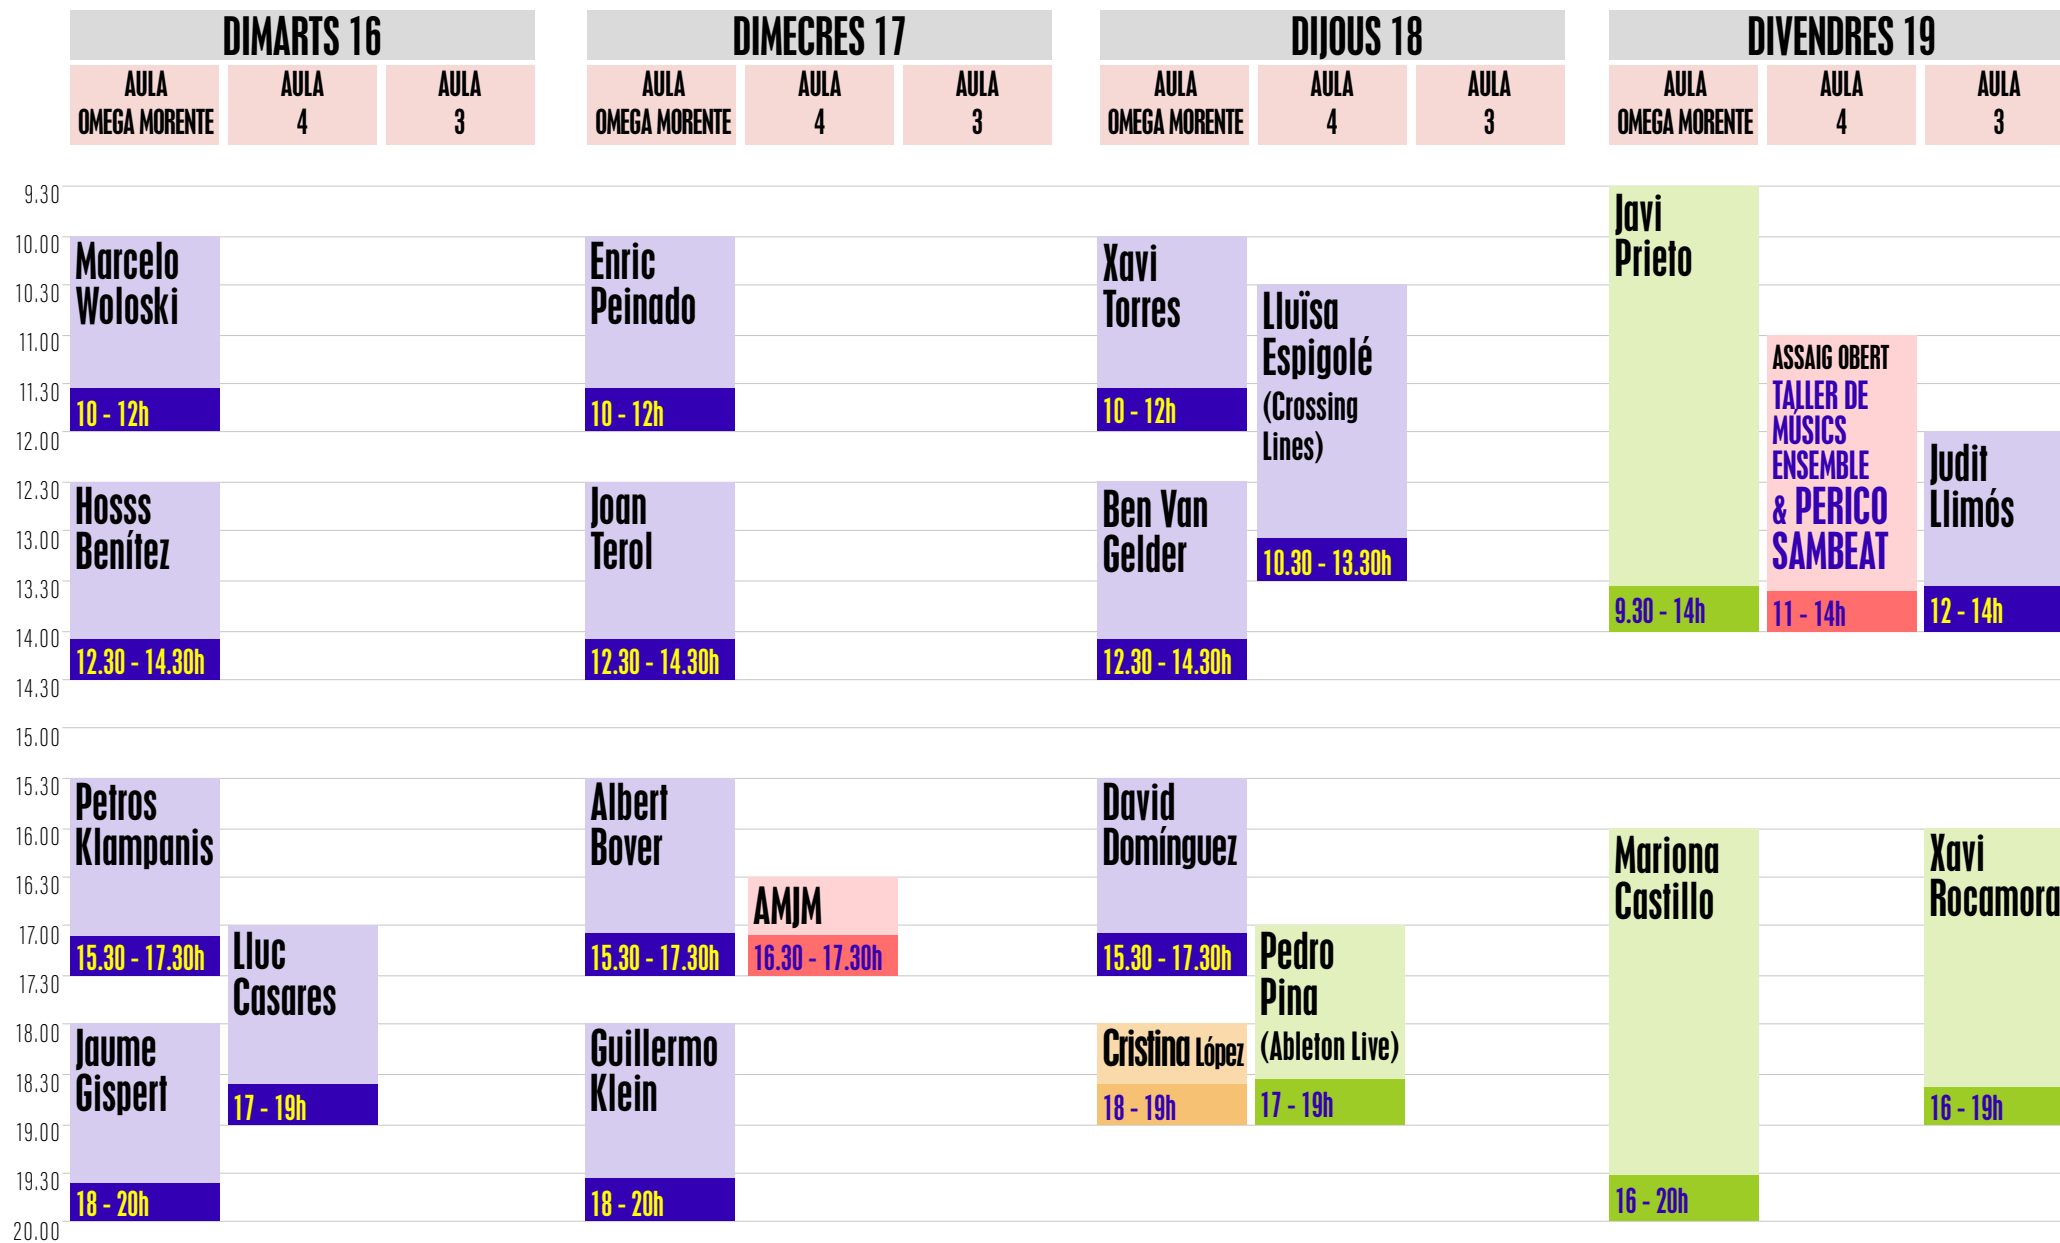 DIMARTS 16
AULA
OMEGA MORENTE
AULA
4
AULA
3
DIMECRES 17
AULA
OMEGA MORENTE
AULA
4
AULA
3
DIJOUS 18
AULA
OMEGA MORENTE
AULA
4
AULA
3
DIVENDRES 19
AULA
OMEGA MORENTE
AULA
4
AULA
3
9.30
10.00
10.30
11.00
11.30
12.00
12.30
13.00
13.30
14.00
14.30
15.00
15.30
16.00
16.30
17.00
17.30
18.00
18.30
19.00
19.30
20.00
Marcelo
Woloski
10 - 12h
Hosss
Benítez
12.30 - 14.30h
Petros
Klampanis
15.30 - 17.30h
Jaume
Gispert
18 - 20h
Lluc
Casares
17 - 19h
Enric
Peinado
10 - 12h
Joan
Terol
12.30 - 14.30h
Albert
Bover
15.30 - 17.30h
Guillermo
Klein
18 - 20h
AMJM
16.30 - 17.30h
Xavi
Torres
10 - 12h
Ben Van
Gelder
12.30 - 14.30h
David
Domínguez
15.30 - 17.30h
Cristina López
18 - 19h
Lluïsa
Espigolé
(Crossing
Lines)
10.30 - 13.30h
Pedro
Pina
(Ableton Live)
17 - 19h
Javi
Prieto
9.30 - 14h
Mariona
Castillo
16 - 20h
ASSAIG OBERT
TALLER DE
MÚSICS
ENSEMBLE
& PERICO
SAMBEAT
11 - 14h
Judit
Llimós
12 - 14h
Xavi
Rocamora
16 - 19h